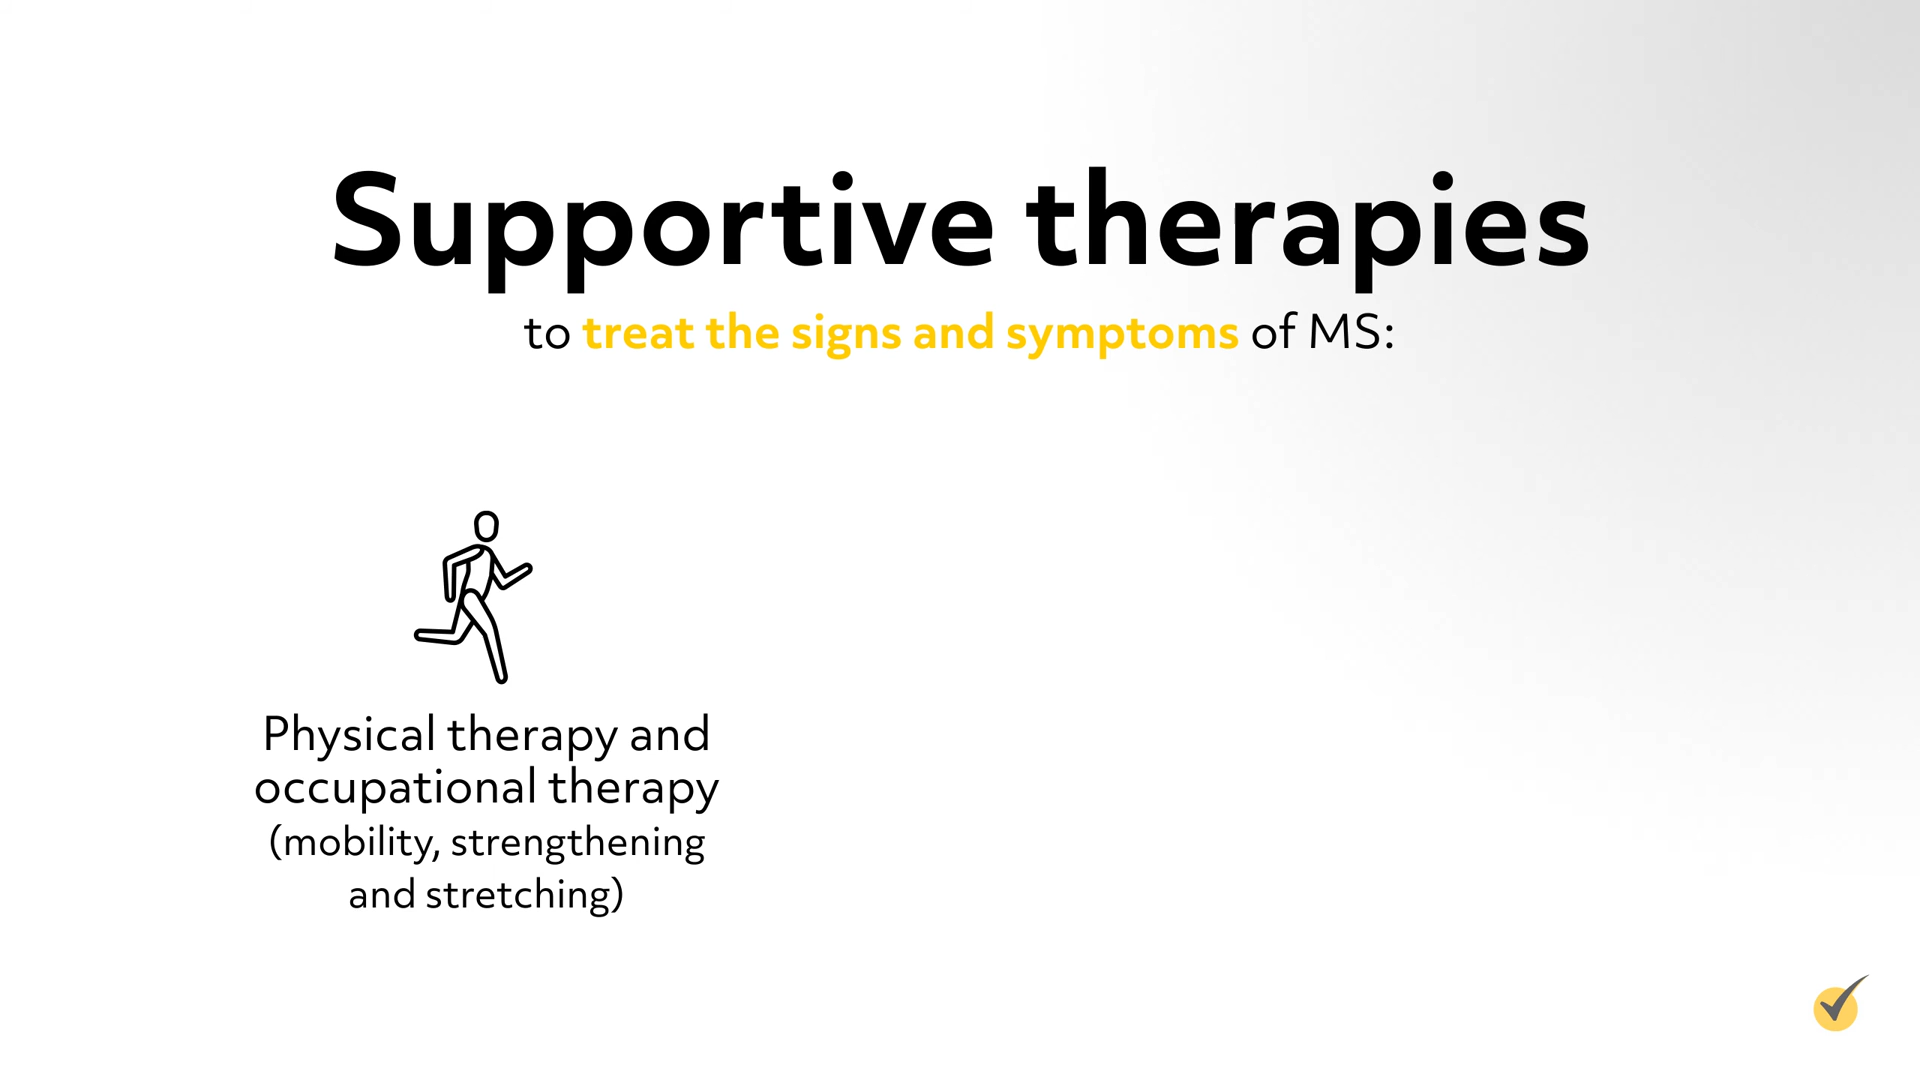 Supportive therapies
to treat the signs and symptoms of MS:
Physical therapy and
occupational therapy
(mobility, strengthening
and stretching)